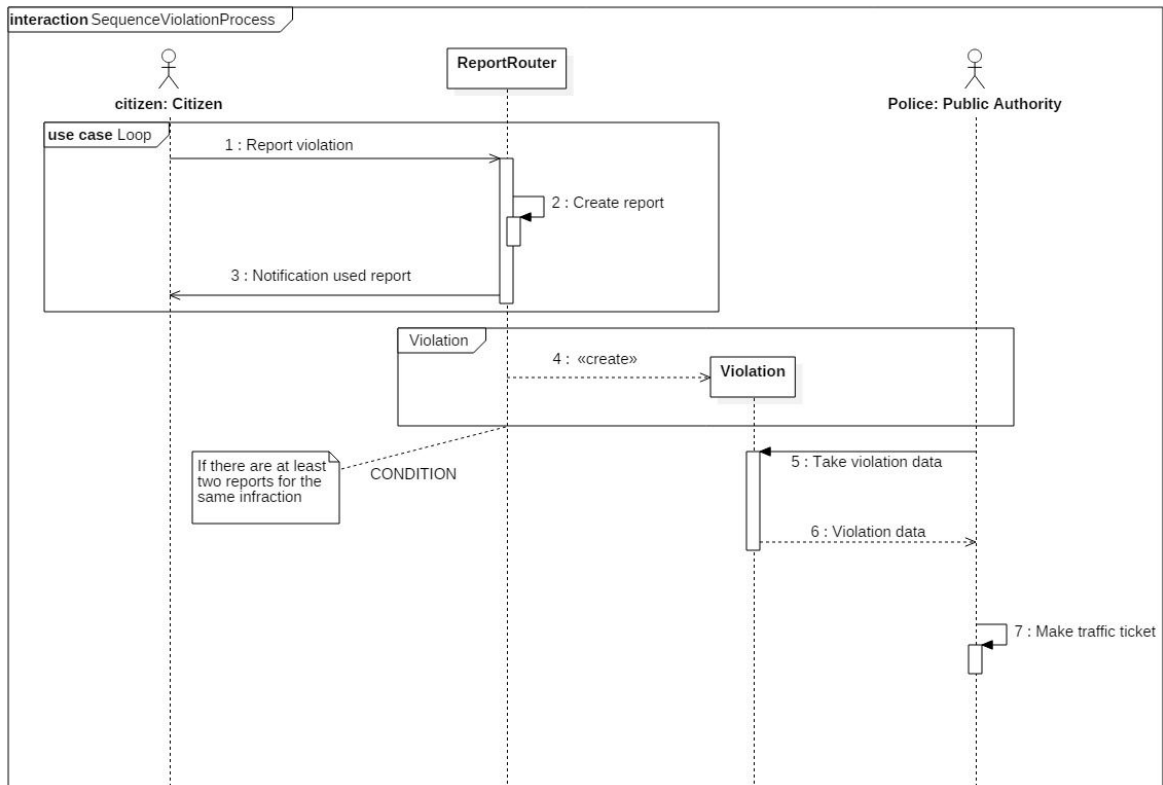 interaction SequenceViolationProcess
ReportRouter
citizen: Citizen
Police: Public Authority
use case Loop
1 : Report violation
2 : Create report
3 : Notification used report
Violation
4 : «create»
Violation
If there are at least
two reports for the
same infraction
CONDITION
5 : Take violation data
6 : Violation data
7 : Make traffic ticket